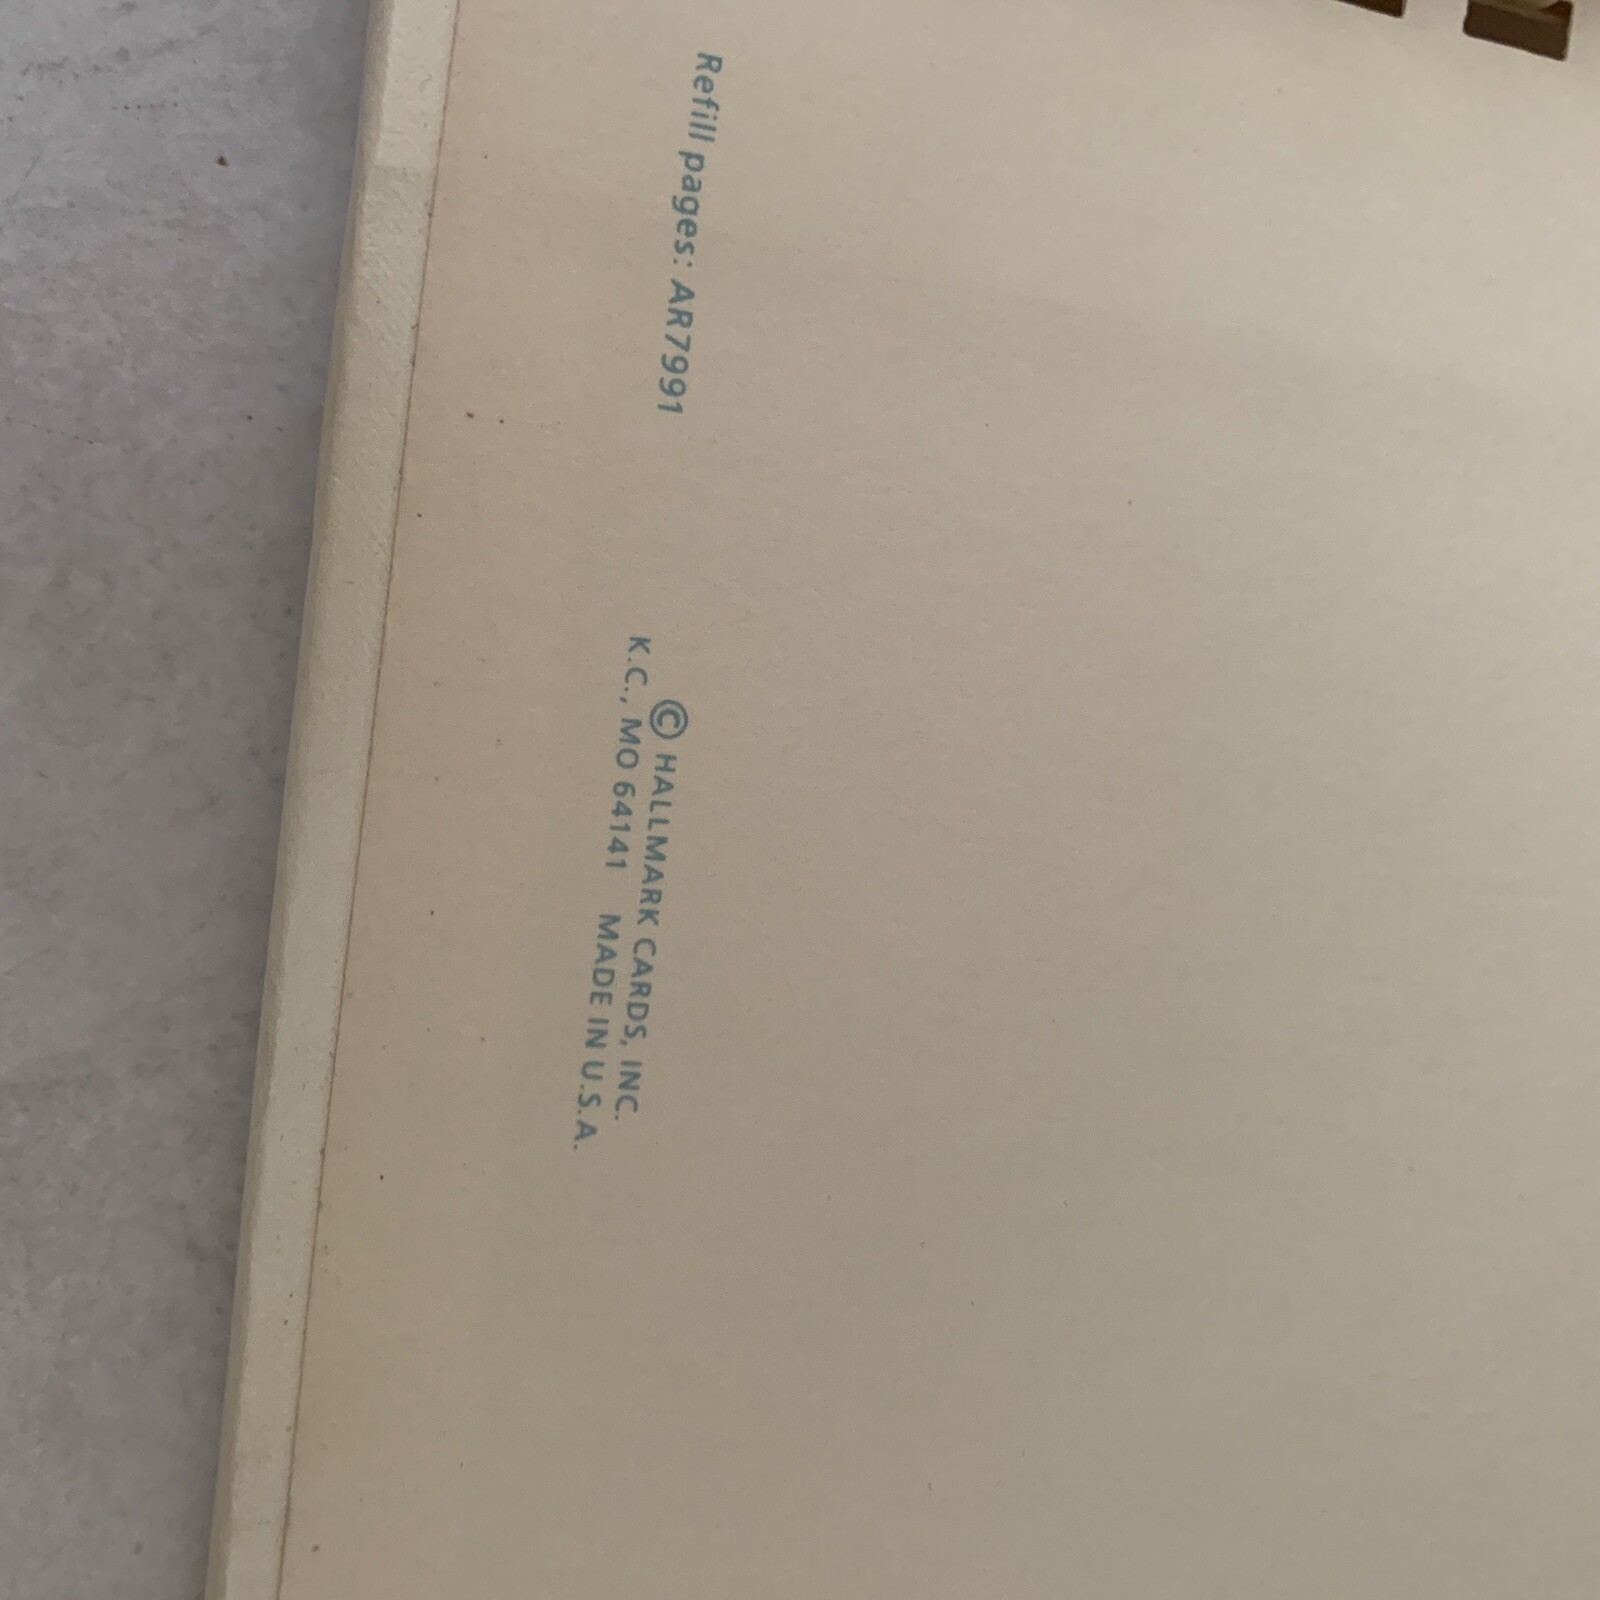 Refill pages: AR7991
© HALLMARK CARDS, INC.
K.C., MO 64141 MADE IN U.S.A.